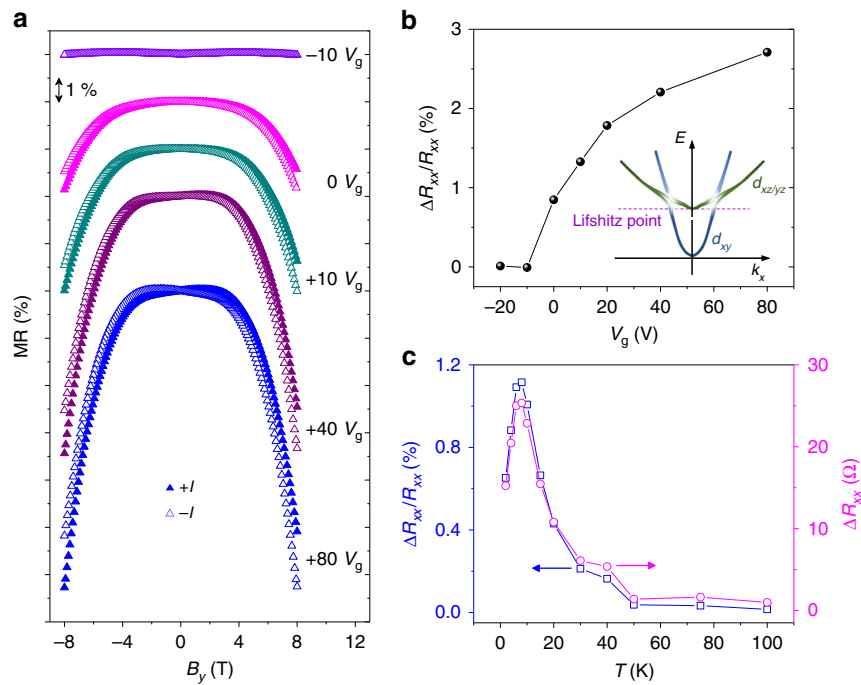 a
−10 Vg
1 %
0 Vg
+10 Vg
+40 Vg
+I
−I
+80 Vg
MR (%)
−8 −4 0 4 8 12
By (T)
b
3
2
1
0
ΔRxx/Rxx (%)
E
dxz/yz
Lifshitz point
dxy
kx
−20 0 20 40 60 80
Vg (V)
c
1.2
0.8
0.4
0.0
ΔRxx/Rxx (%)
30
20
10
0
ΔRxx (Ω)
0 20 40 60 80 100
T (K)